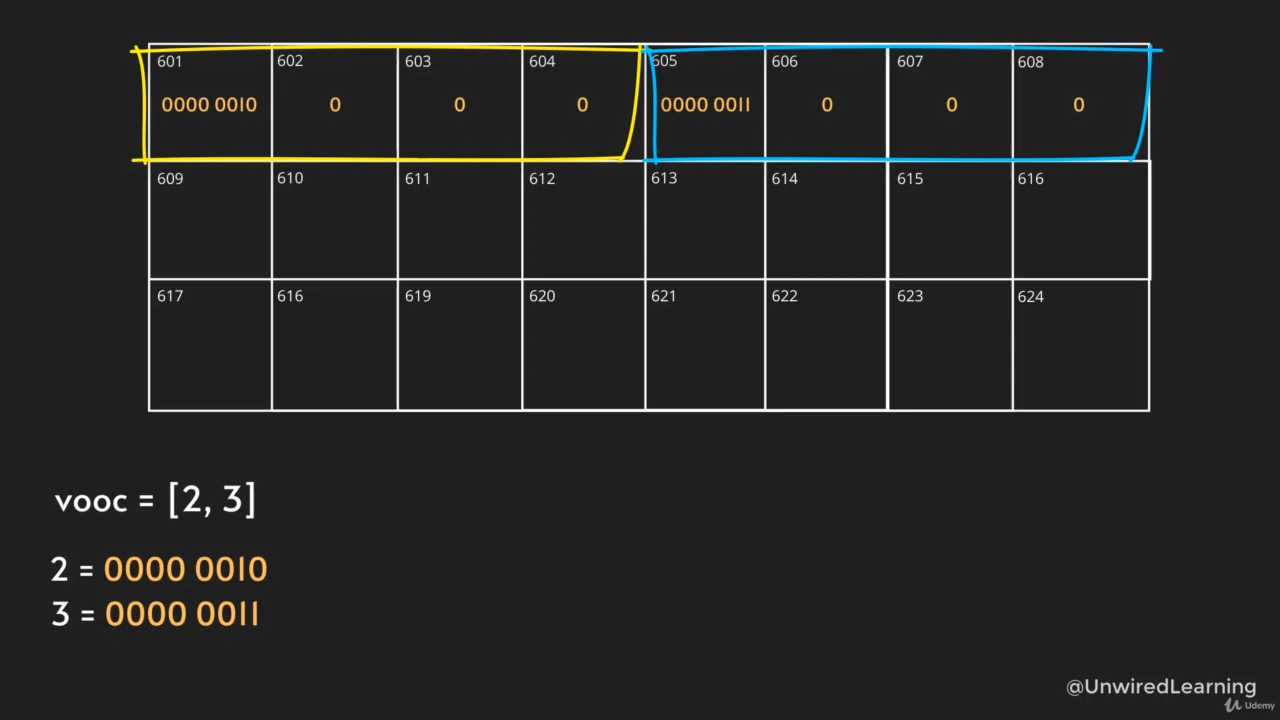 601 602 603 604 605 606 607 608
0000 0010 0 0 0 0000 0011 0 0 0
609 610 611 612 613 614 615 616
617 616 619 620 621 622 623 624
vooc = [2, 3]
2 = 0000 0010
3 = 0000 0011
@UnwiredLearning
Udemy